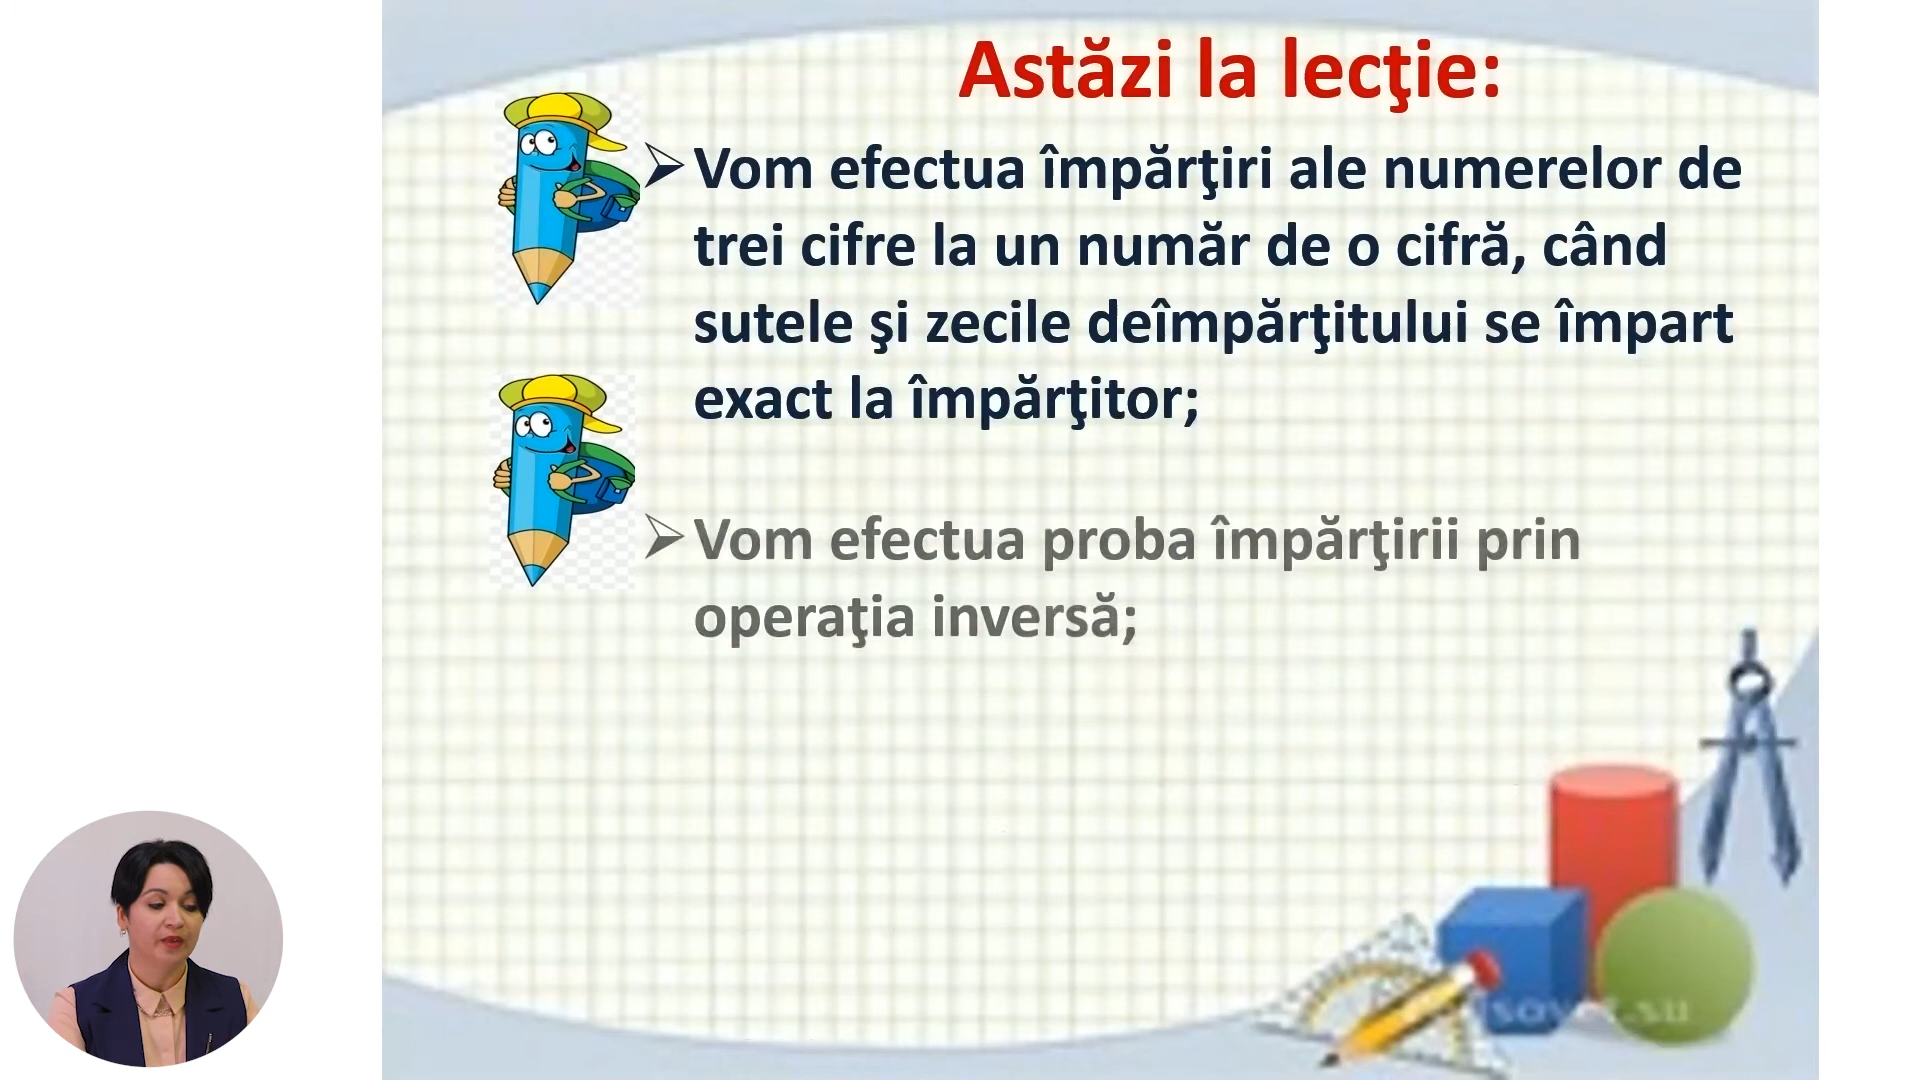 Astăzi la lecţie:
Vom efectua împărţiri ale numerelor de
trei cifre la un număr de o cifră, când
sutele şi zecile deîmpărţitului se împart
exact la împărţitor;
Vom efectua proba împărţirii prin
operaţia inversă;